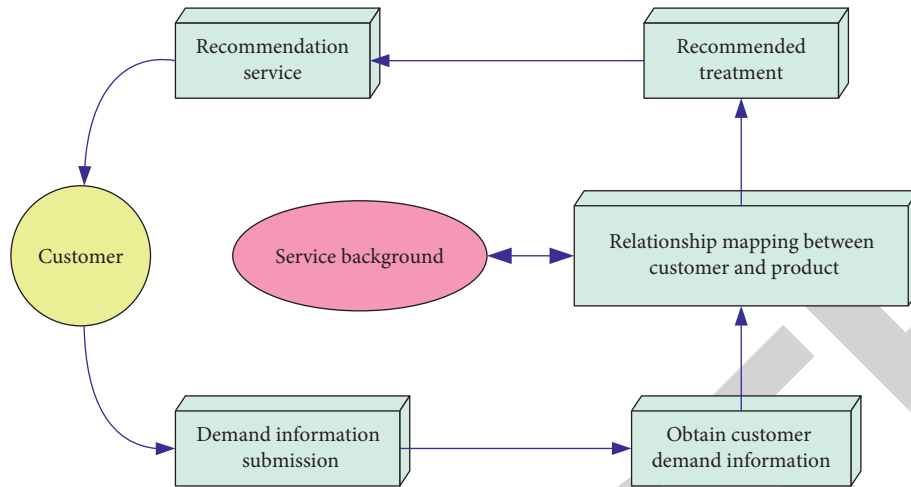 Recommendation
service
Recommended
treatment
Customer
Service background
Relationship mapping between
customer and product
Demand information
submission
Obtain customer
demand information